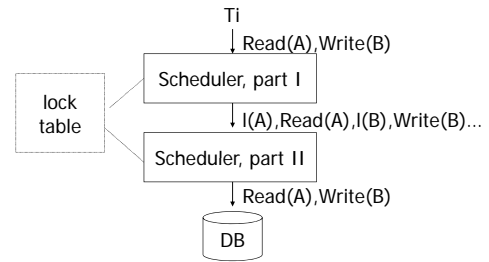 Ti
Read(A),Write(B)
Scheduler, part I
lock
table
l(A),Read(A),l(B),Write(B)...
Scheduler, part II
Read(A),Write(B)
DB